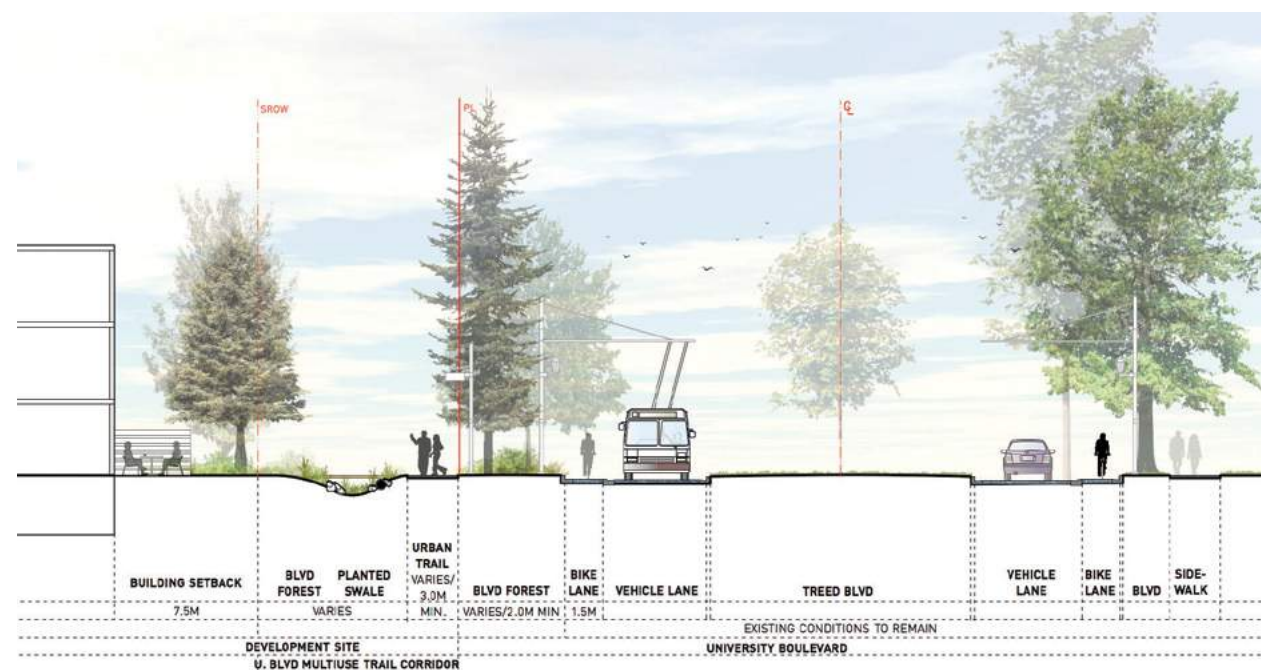 SROW
PL
CL
BUILDING SETBACK
7.5M
BLVD FOREST
PLANTED SWALE
VARIES
URBAN TRAIL
VARIES/
3.0M
MIN.
BLVD FOREST
VARIES/2.0M MIN
BIKE LANE
1.5M
VEHICLE LANE
TREED BLVD
VEHICLE LANE
BIKE LANE
BLVD
SIDE-
WALK
EXISTING CONDITIONS TO REMAIN
DEVELOPMENT SITE
UNIVERSITY BOULEVARD
U. BLVD MULTIUSE TRAIL CORRIDOR